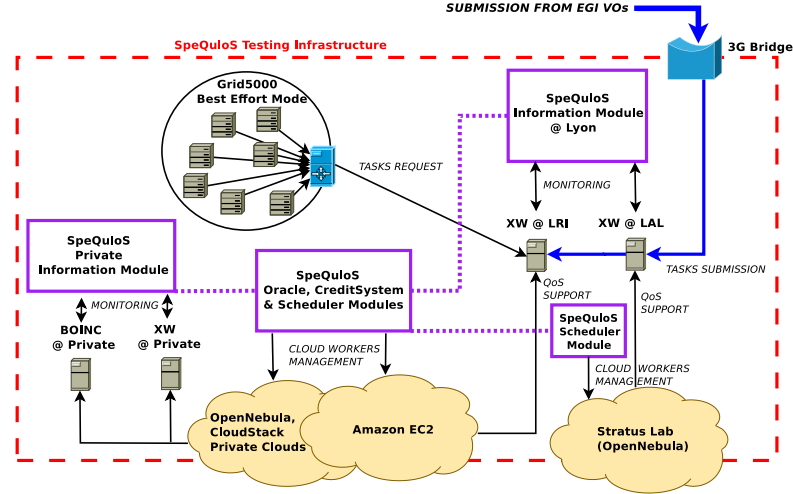 SUBMISSION FROM EGI VOs
3G Bridge
SpeQuloS Testing Infrastructure
Grid5000
Best Effort Mode
SpeQuloS
Information Module
@ Lyon
TASKS REQUEST
MONITORING
XW @ LRI
XW @ LAL
SpeQuloS
Private
Information Module
SpeQuloS
Oracle, CreditSystem
& Scheduler Modules
TASKS SUBMISSION
QoS
SUPPORT
QoS
SUPPORT
MONITORING
BOINC
@ Private
XW
@ Private
SpeQuloS
Scheduler
Module
CLOUD WORKERS
MANAGEMENT
CLOUD WORKERS
MANAGEMENT
OpenNebula,
CloudStack
Private Clouds
Amazon EC2
Stratus Lab
(OpenNebula)